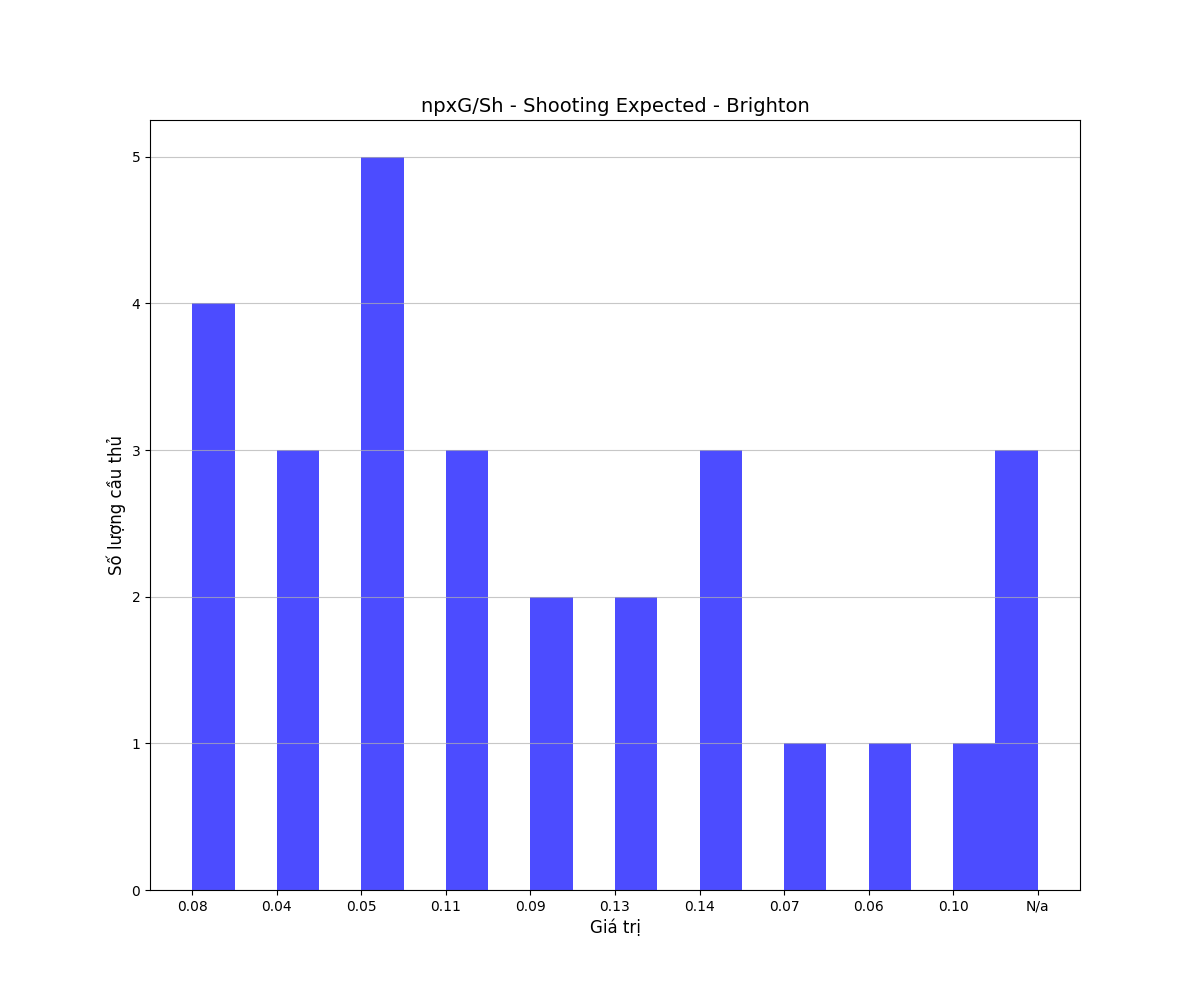 npxG/Sh - Shooting Expected - Brighton
5
4
3
2
1
0
Số lượng cầu thủ
0.08 0.04 0.05 0.11 0.09 0.13 0.14 0.07 0.06 0.10 N/a
Giá trị